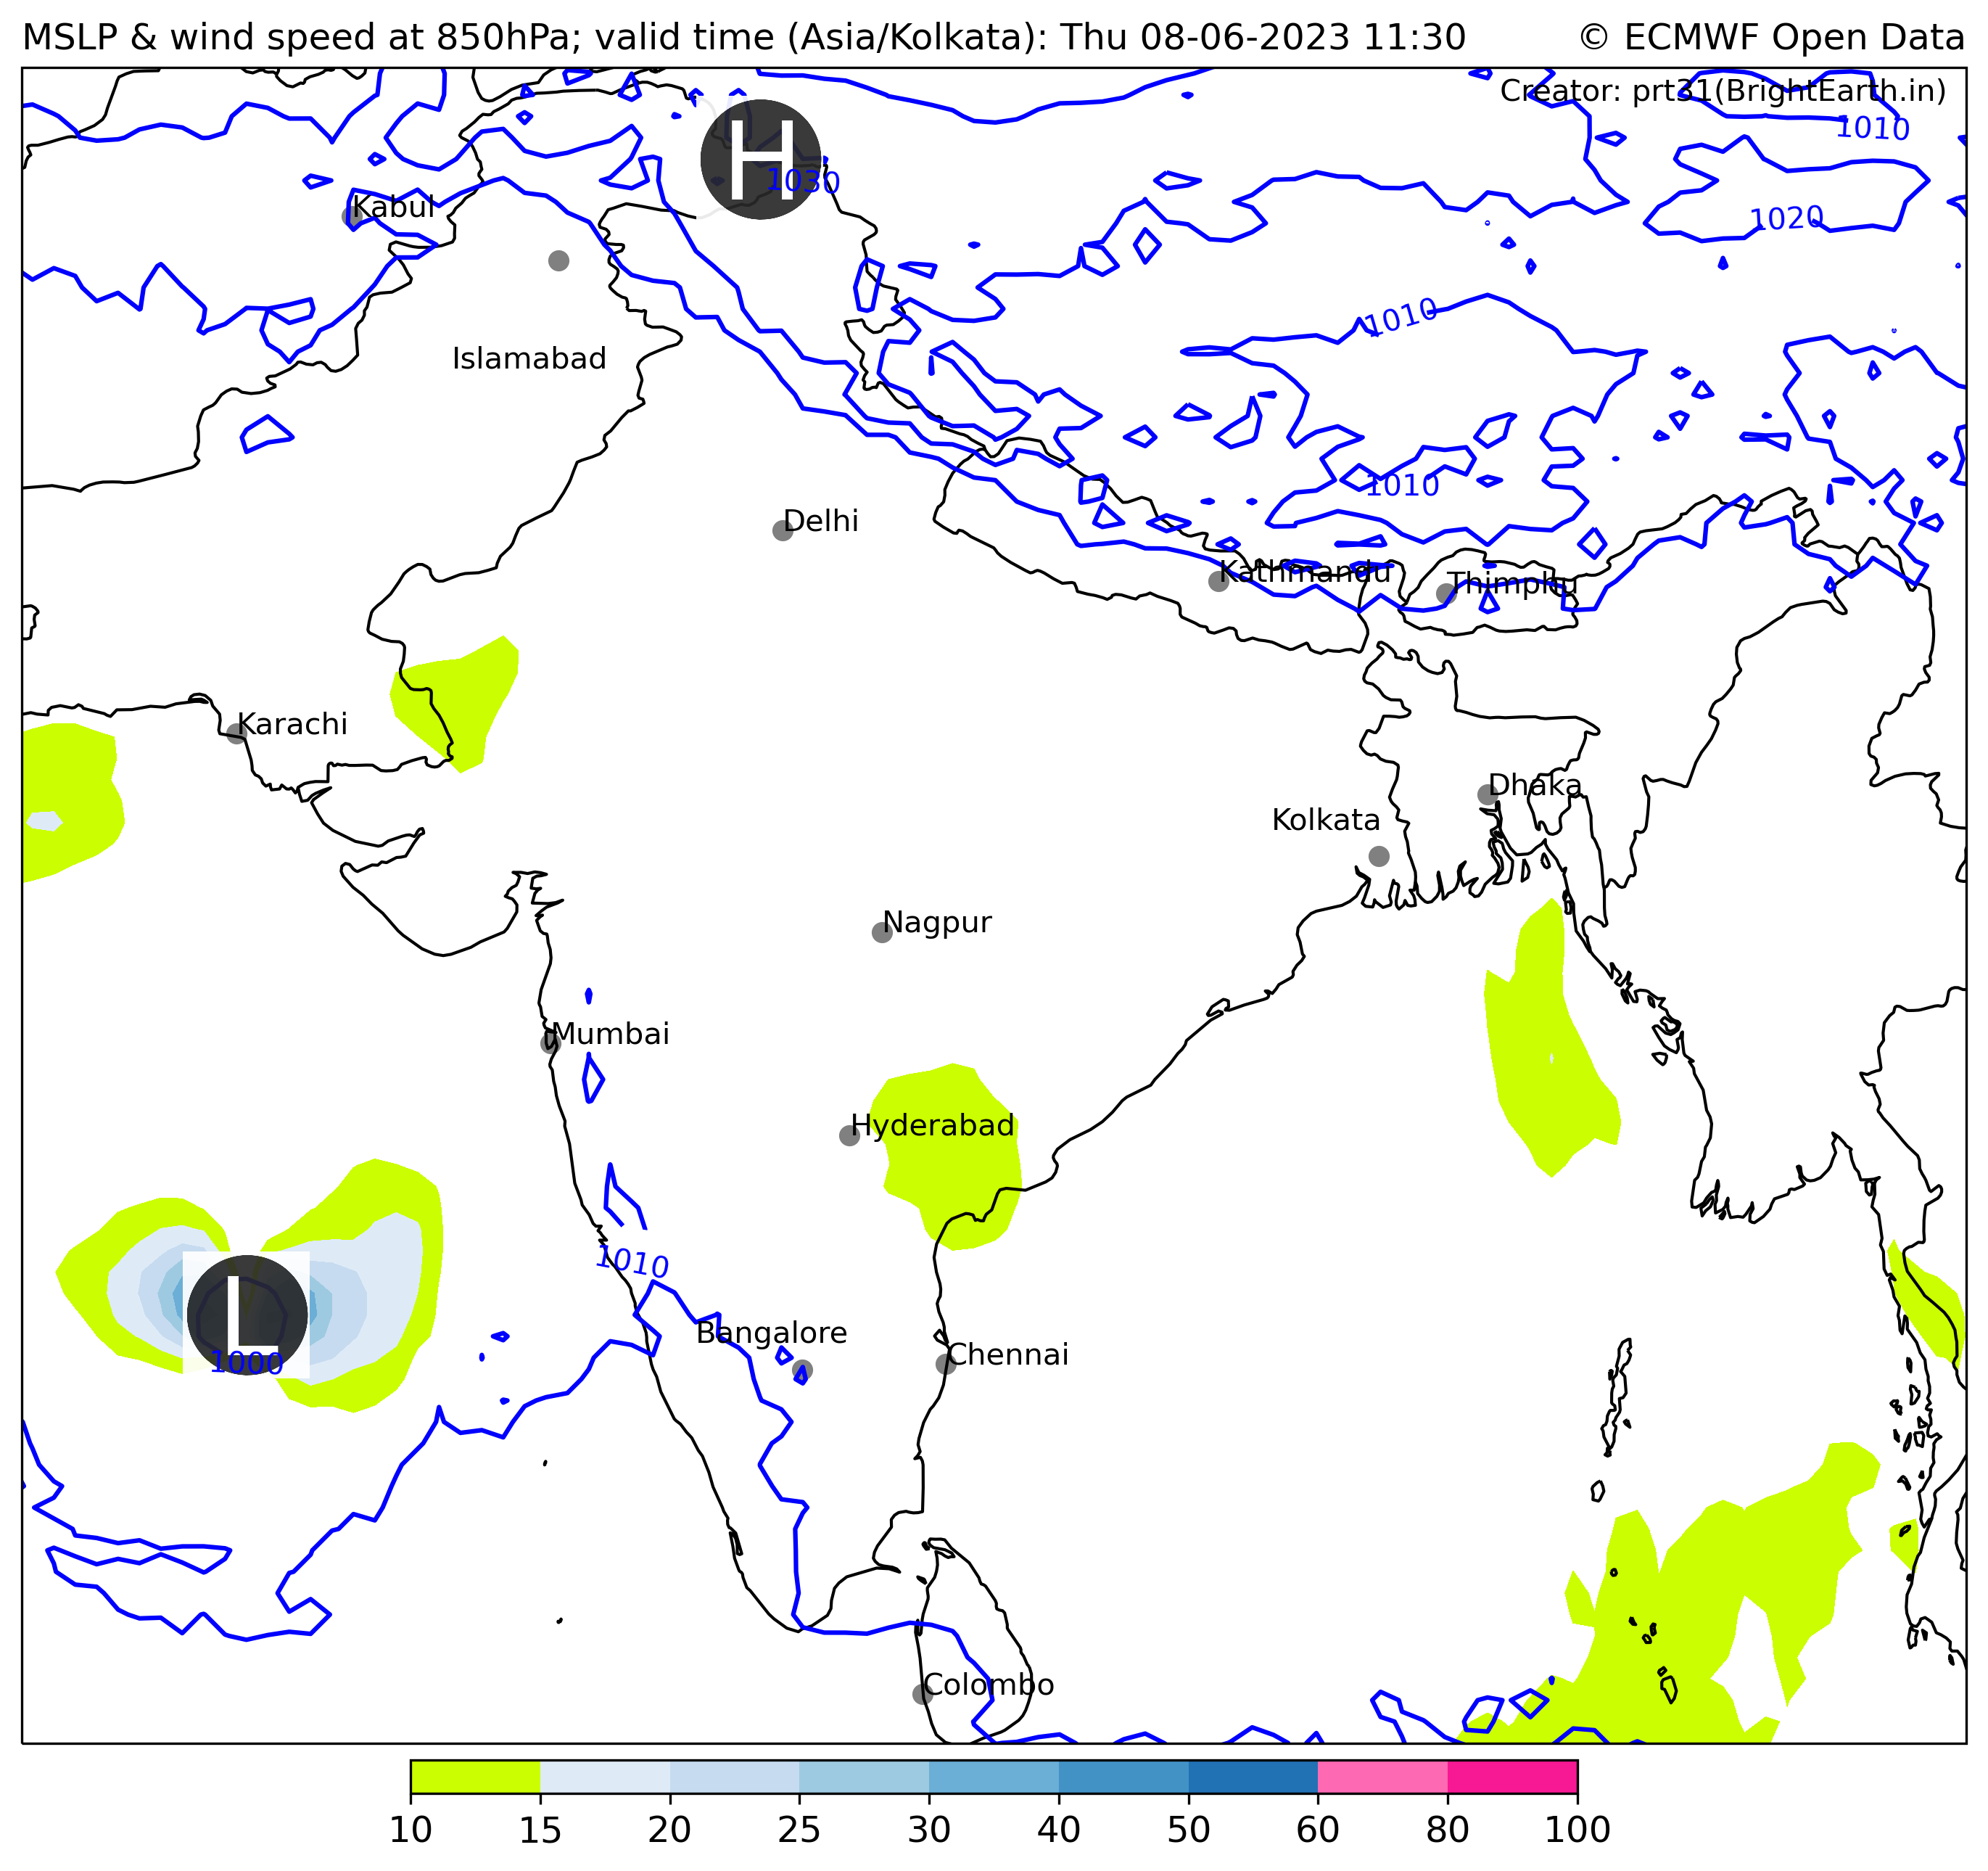 MSLP & wind speed at 850hPa; valid time (Asia/Kolkata): Thu 08-06-2023 11:30
© ECMWF Open Data
Creator: prt31(BrightEarth.in)
1010
H
1030
Kabul
1020
1010
Islamabad
1010
Delhi
Kathmandu
Thimphu
Karachi
Dhaka
Kolkata
Nagpur
Mumbai
Hyderabad
1010
L
1000
Bangalore
Chennai
Colombo
10 15 20 25 30 40 50 60 80 100